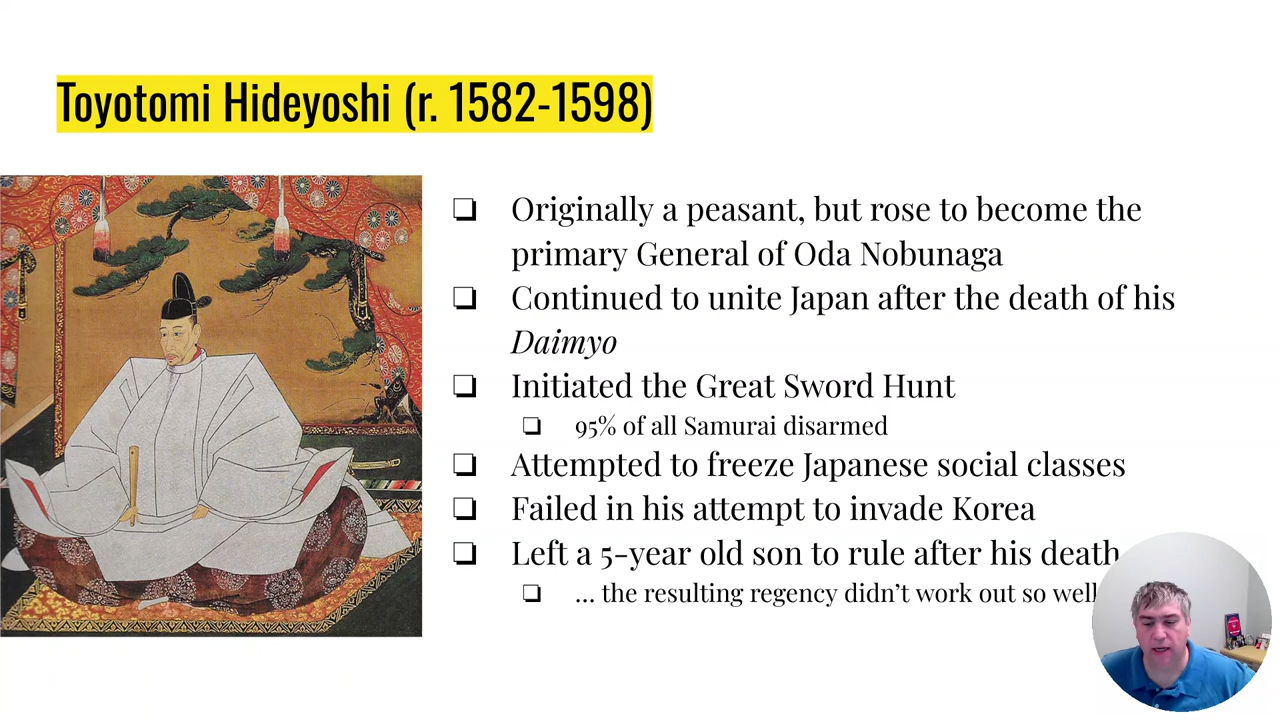 Toyotomi Hideyoshi (r. 1582-1598)
Originally a peasant, but rose to become the
primary General of Oda Nobunaga
Continued to unite Japan after the death of his
Daimyo
Initiated the Great Sword Hunt
95% of all Samurai disarmed
Attempted to freeze Japanese social classes
Failed in his attempt to invade Korea
Left a 5-year old son to rule after his death
... the resulting regency didn't work out so well